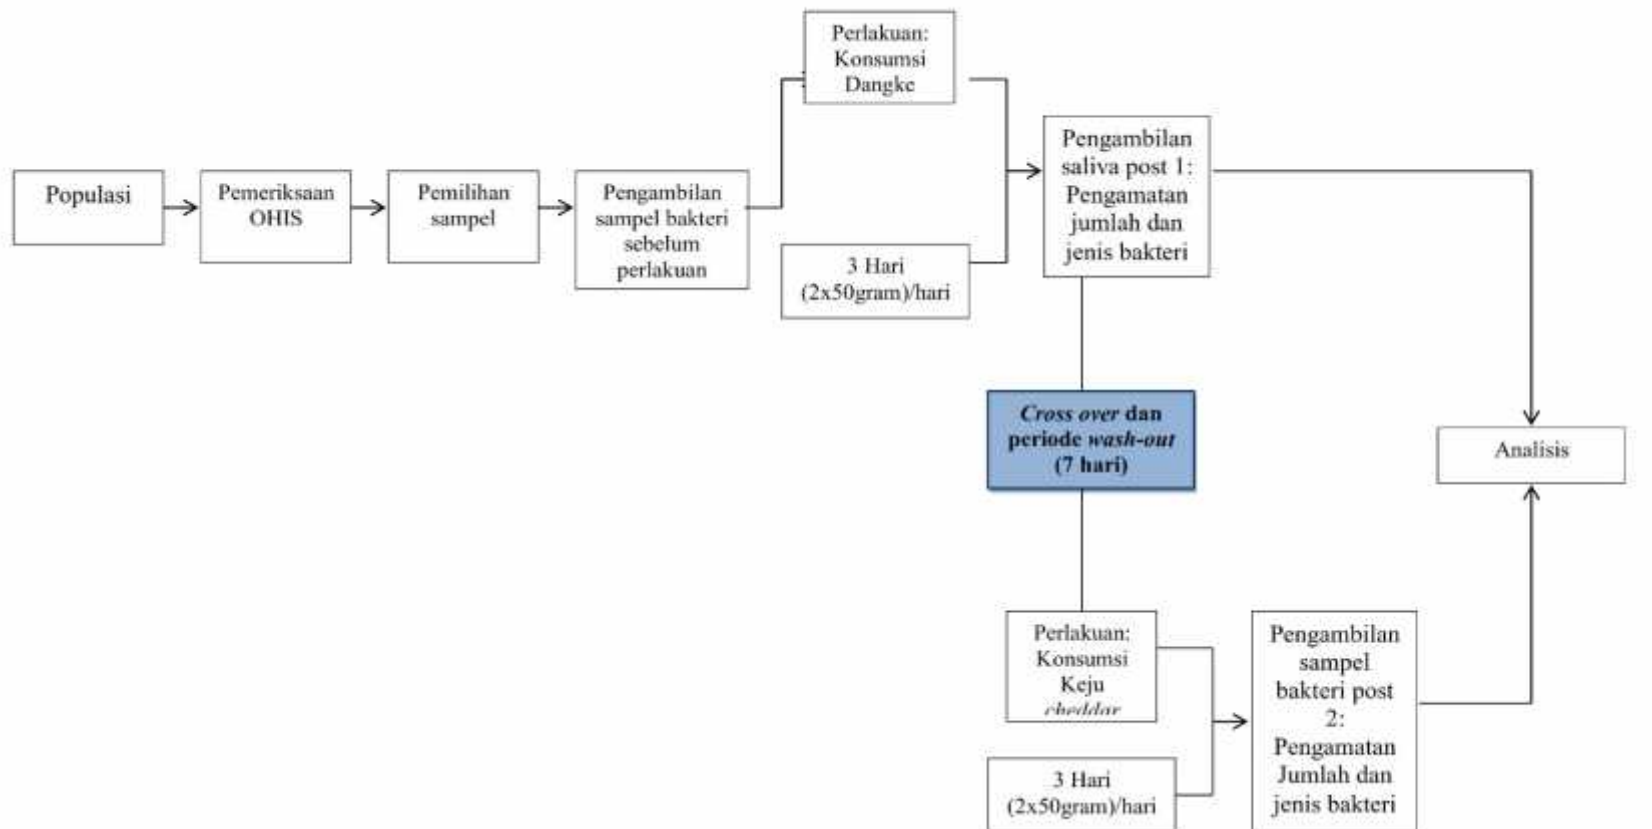 Populasi
Pemeriksaan
OHIS
Pemilihan
sampel
Pengambilan
sampel bakteri
sebelum
perlakuan
Perlakuan:
Konsumsi
Dangke
3 Hari
(2x50gram)/hari
Pengambilan
saliva post 1:
Pengamatan
jumlah dan
jenis bakteri
Cross over dan
periode wash-out
(7 hari)
Analisis
Perlakuan:
Konsumsi
Keju
cheddar
3 Hari
(2x50gram)/hari
Pengambilan
sampel
bakteri post
2:
Pengamatan
Jumlah dan
jenis bakteri